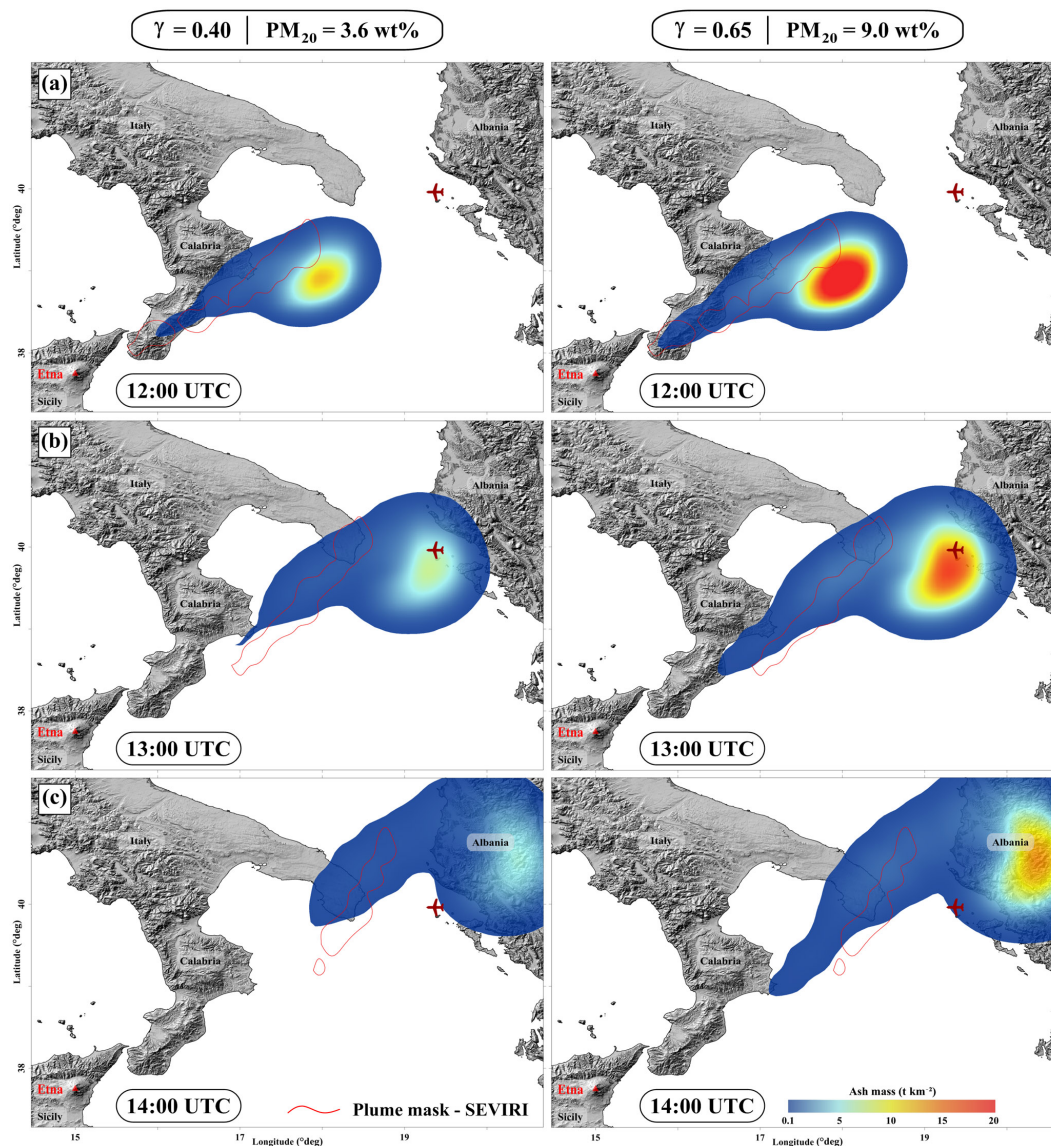 γ = 0.40 | PM20 = 3.6 wt%
γ = 0.65 | PM20 = 9.0 wt%
(a)
Italy
Albania
Calabria
Etna
Sicily
12:00 UTC
Latitude (°deg)
40
38
Italy
Albania
Calabria
Etna
Sicily
12:00 UTC
(b)
Italy
Albania
Calabria
Etna
Sicily
13:00 UTC
Latitude (°deg)
40
38
Italy
Albania
Calabria
Etna
Sicily
13:00 UTC
(c)
Italy
Albania
Calabria
Etna
Sicily
14:00 UTC
Plume mask - SEVIRI
Latitude (°deg)
40
38
15 17 19
Longitude (°deg)
Italy
Albania
Calabria
Etna
Sicily
14:00 UTC
Ash mass (t km⁻²)
0.1 5 10 15 20
15 17 19
Longitude (°deg)